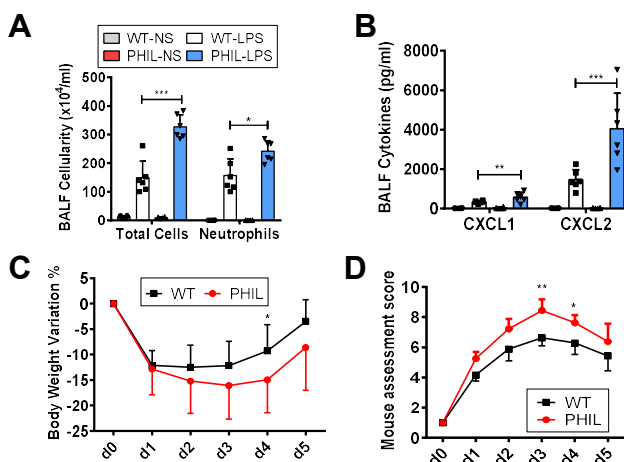 A
WT-NS WT-LPS
PHIL-NS PHIL-LPS
BALF Cellularity (x10⁴/ml)
500
400
300
200
100
0
***
*
Total Cells Neutrophils
B
BALF Cytokines (pg/ml)
8000
6000
4000
2000
0
**
***
CXCL1 CXCL2
C
Body Weight Variation %
5
0
-5
-10
-15
-20
-25
WT PHIL
*
d0 d1 d2 d3 d4 d5
D
Mouse assessment score
10
8
6
4
2
0
**
*
WT
PHIL
d0 d1 d2 d3 d4 d5